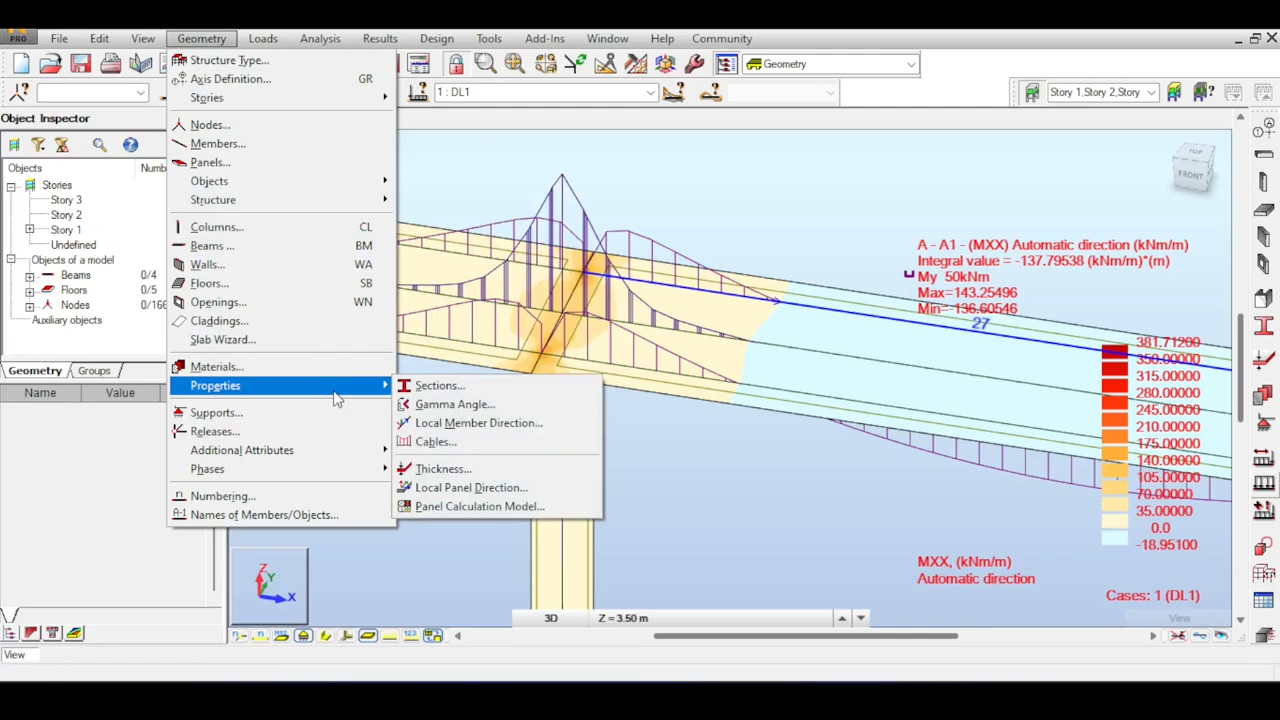 PRO
File Edit View Geometry Loads Analysis Results Design Tools Add-Ins Window Help Community
Geometry
1 : DL1
Story 1, Story 2, Story
Object Inspector
Objects
Stories
Story 3
Story 2
Story 1
Undefined
Objects of a model
Beams 0/4
Floors 0/5
Nodes 0/166
Auxiliary objects
Geometry Groups
Name Value
Structure Type...
Axis Definition... GR
Stories
Nodes...
Members...
Panels...
Objects
Structure
Columns... CL
Beams ... BM
Walls... WA
Floors... SB
Openings... WN
Claddings...
Slab Wizard...
Materials...
Properties
Supports...
Releases...
Additional Attributes
Phases
Numbering...
Names of Members/Objects...
Sections...
Gamma Angle...
Local Member Direction...
Cables...
Thickness...
Local Panel Direction...
Panel Calculation Model...
TOP
FRONT
A - A1 - (MXX) Automatic direction (kNm/m)
Integral value = -137.79538 (kNm/m)*(m)
My 50kNm
Max=143.25496
Min=-136.60546
27
381.71200
350.00000
315.00000
280.00000
245.00000
210.00000
175.00000
140.00000
105.00000
70.00000
35.00000
0.0
-18.95100
MXX, (kNm/m)
Automatic direction
Cases: 1 (DL1)
Z
Y
X
3D Z = 3.50 m
View
View